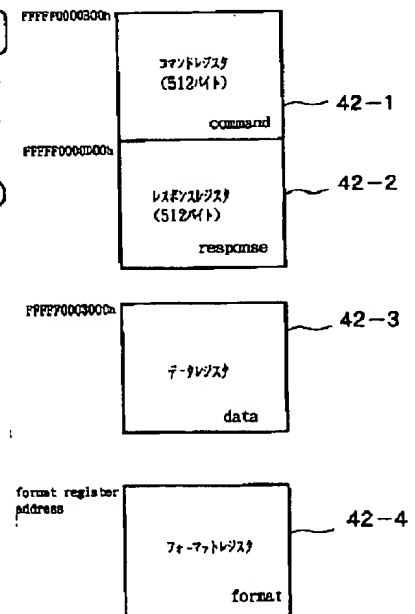 コマンドレジスタ
(512バイト)
command
42-1
FFFFF0000D00h
レスポンスレジスタ
(512バイト)
response
42-2
データレジスタ
data
42-3
format register
address
フォーマットレジスタ
format
42-4